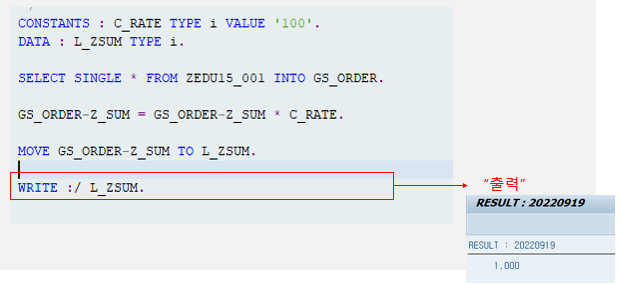 CONSTANTS : C_RATE TYPE i VALUE '100'.
DATA : L_ZSUM TYPE i.
SELECT SINGLE * FROM ZEDU15_001 INTO GS_ORDER.
GS_ORDER-Z_SUM = GS_ORDER-Z_SUM * C_RATE.
MOVE GS_ORDER-Z_SUM TO L_ZSUM.
WRITE :/ L_ZSUM.
"출력"
RESULT : 20220919
RESULT : 20220919
1,000